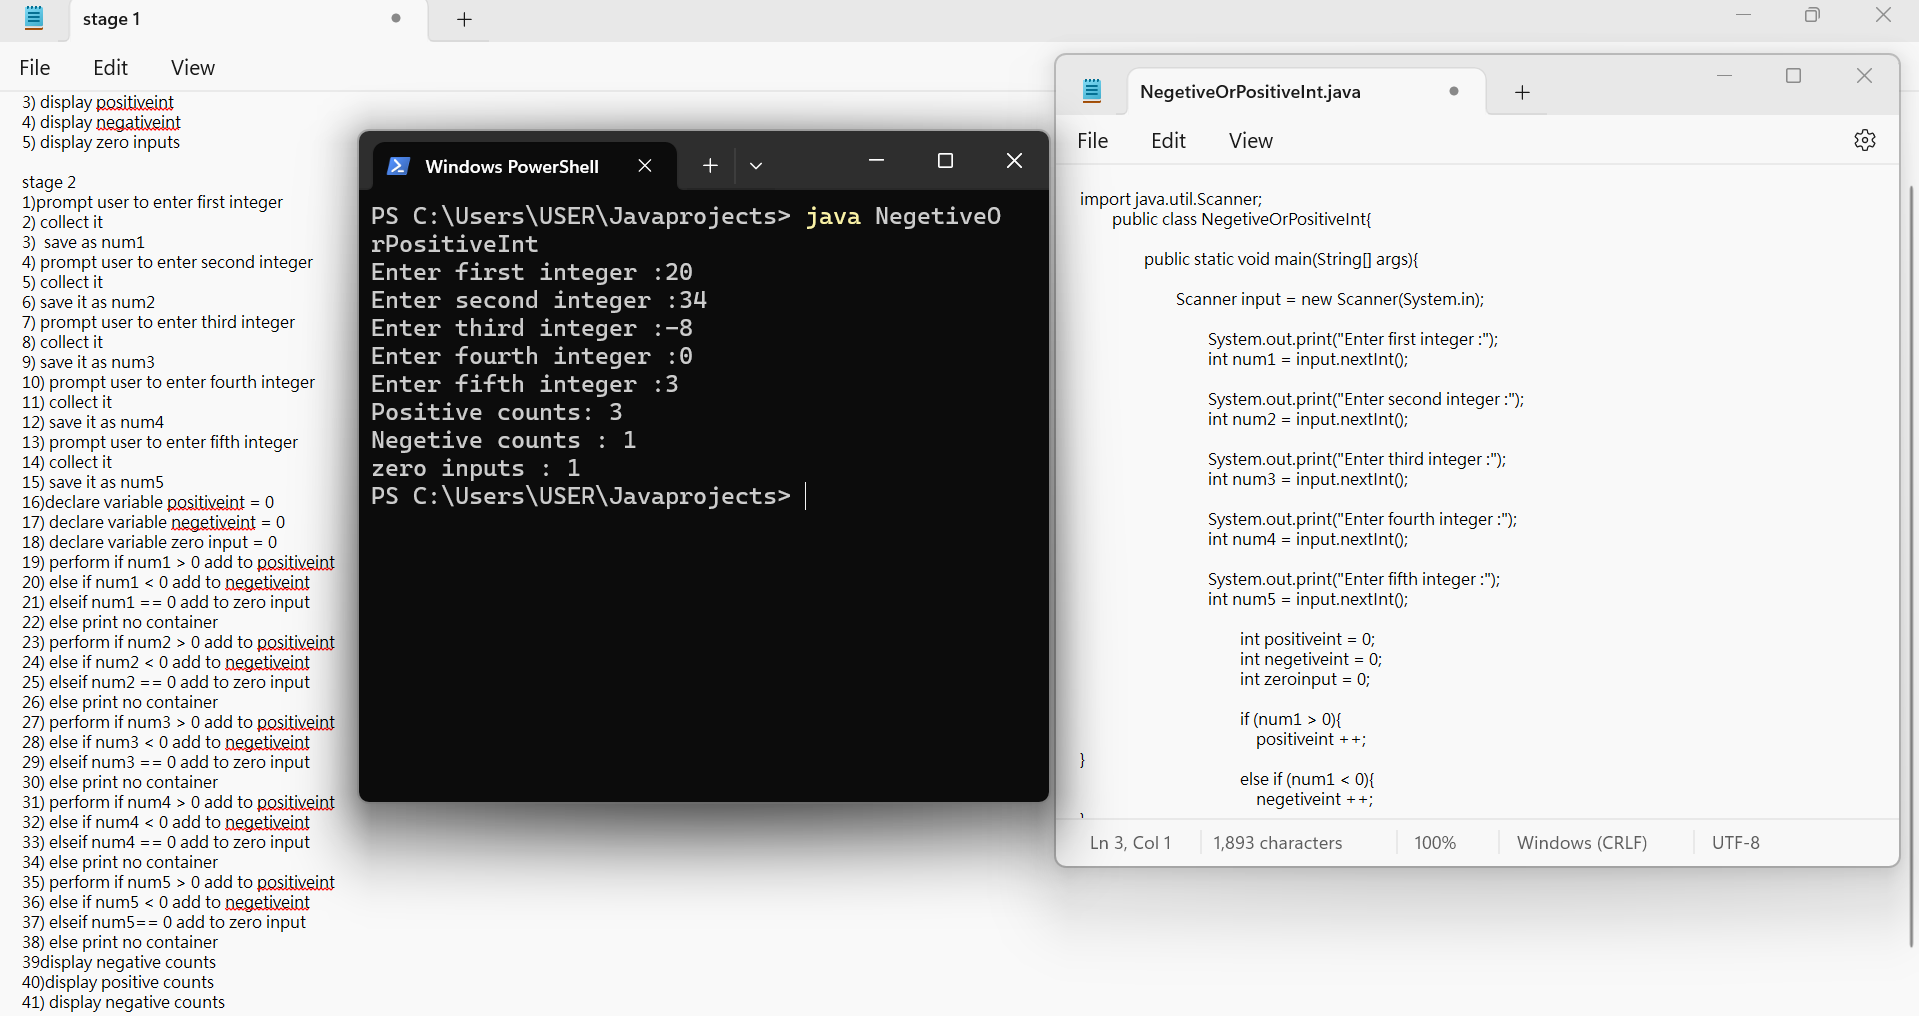 stage 1
File Edit View
3) display positiveint
4) display negativeint
5) display zero inputs
stage 2
1)prompt user to enter first integer
2) collect it
3)  save as num1
4) prompt user to enter second integer
5) collect it
6) save it as num2
7) prompt user to enter third integer
8) collect it
9) save it as num3
10) prompt user to enter fourth integer
11) collect it
12) save it as num4
13) prompt user to enter fifth integer
14) collect it
15) save it as num5
16)declare variable positiveint = 0
17) declare variable negetiveint = 0
18) declare variable zero input = 0
19) perform if num1 > 0 add to positiveint
20) else if num1 < 0 add to negetiveint
21) elseif num1 == 0 add to zero input
22) else print no container
23) perform if num2 > 0 add to positiveint
24) else if num2 < 0 add to negetiveint
25) elseif num2 == 0 add to zero input
26) else print no container
27) perform if num3 > 0 add to positiveint
28) else if num3 < 0 add to negetiveint
29) elseif num3 == 0 add to zero input
30) else print no container
31) perform if num4 > 0 add to positiveint
32) else if num4 < 0 add to negetiveint
33) elseif num4 == 0 add to zero input
34) else print no container
35) perform if num5 > 0 add to positiveint
36) else if num5 < 0 add to negetiveint
37) elseif num5== 0 add to zero input
38) else print no container
39display negative counts
40)display positive counts
41) display negative counts
Windows PowerShell
PS C:\Users\USER\Javaprojects> java NegetiveO
rPositiveInt
Enter first integer :20
Enter second integer :34
Enter third integer :-8
Enter fourth integer :0
Enter fifth integer :3
Positive counts: 3
Negetive counts : 1
zero inputs : 1
PS C:\Users\USER\Javaprojects>
NegetiveOrPositiveInt.java
File Edit View
import java.util.Scanner;
public class NegetiveOrPositiveInt{
public static void main(String[] args){
Scanner input = new Scanner(System.in);
System.out.print("Enter first integer :");
int num1 = input.nextInt();
System.out.print("Enter second integer :");
int num2 = input.nextInt();
System.out.print("Enter third integer :");
int num3 = input.nextInt();
System.out.print("Enter fourth integer :");
int num4 = input.nextInt();
System.out.print("Enter fifth integer :");
int num5 = input.nextInt();
int positiveint = 0;
int negetiveint = 0;
int zeroinput = 0;
if (num1 > 0){
positiveint ++;
}
else if (num1 < 0){
negetiveint ++;
Ln 3, Col 1 1,893 characters 100% Windows (CRLF) UTF-8